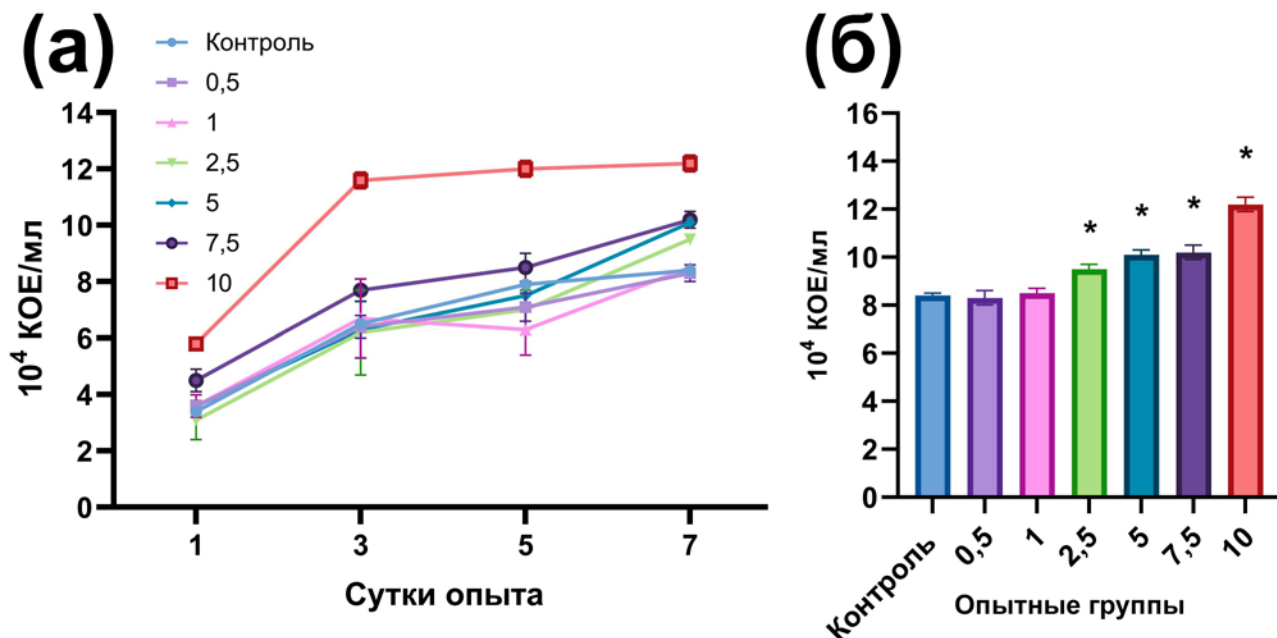 (а)
Контроль
0,5
1
2,5
5
7,5
10
14
12
10
8
6
4
2
0
10⁴ КОЕ/мл
1 3 5 7
Сутки опыта
(б)
16
14
12
10
8
6
4
2
0
10⁴ КОЕ/мл
* * * *
Контроль 0,5 1 2,5 5 7,5 10
Опытные группы